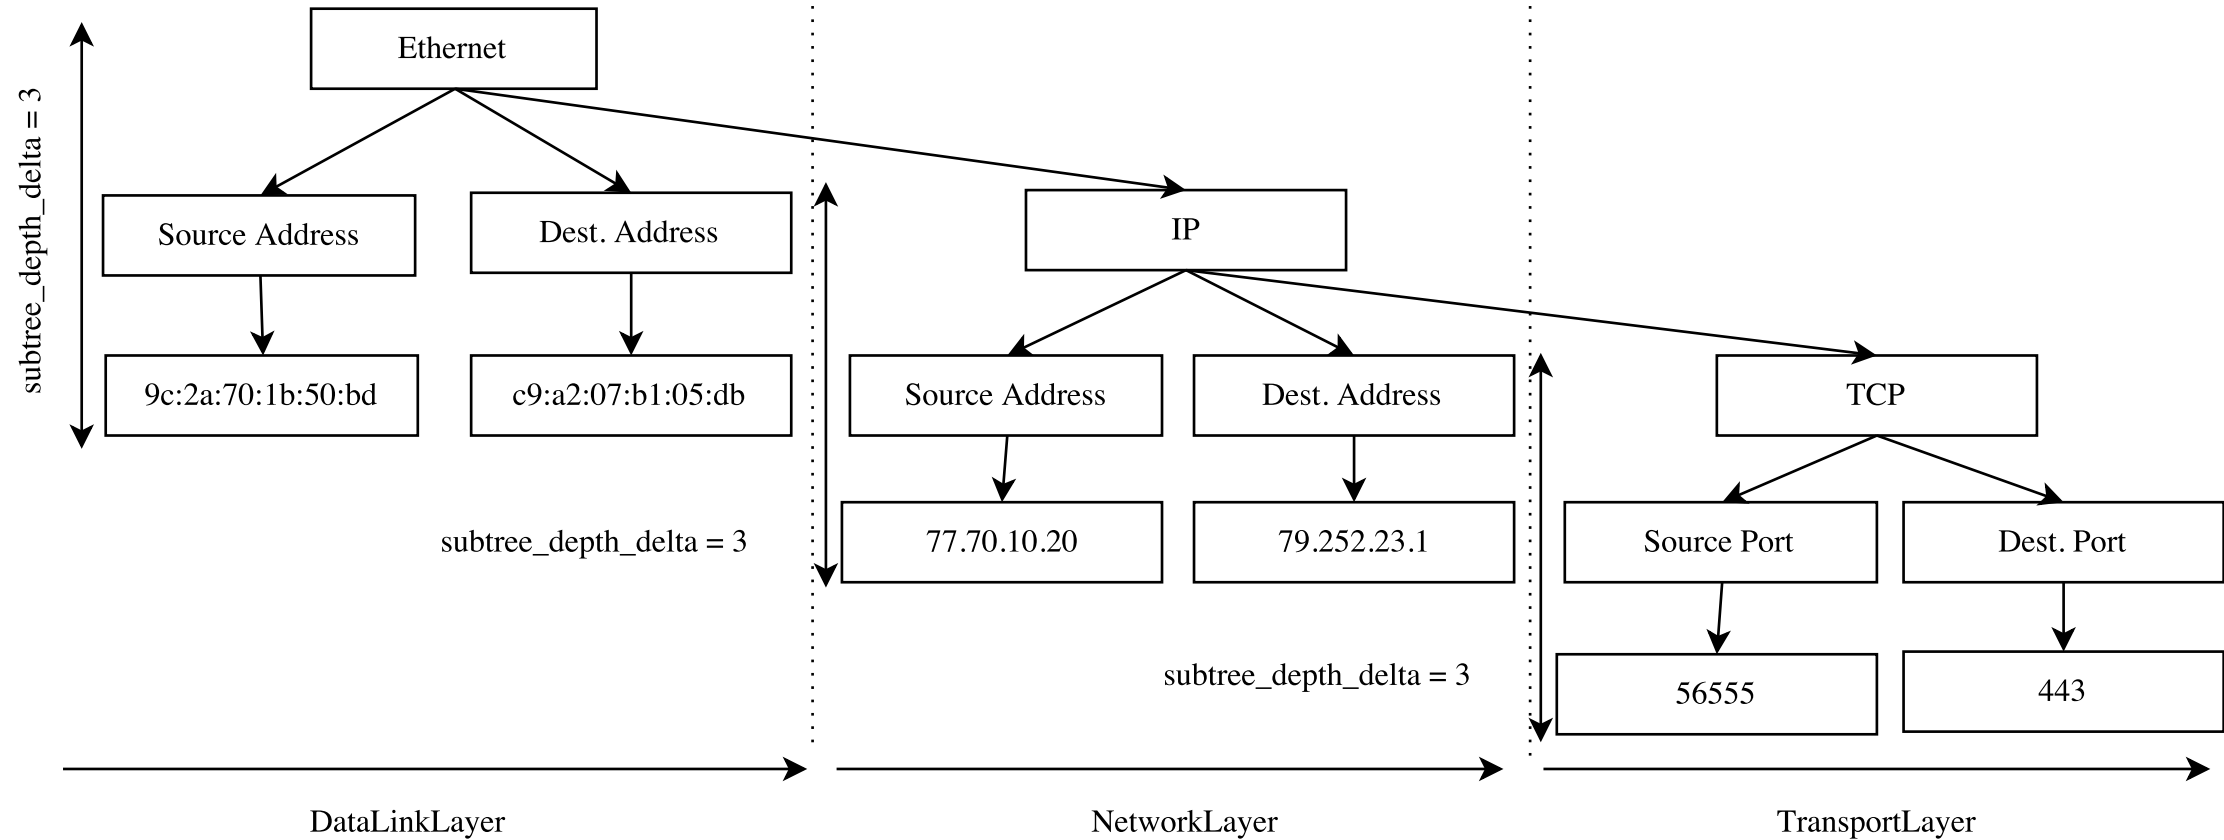 Ethernet
subtree_depth_delta = 3
Source Address
Dest. Address
IP
9c:2a:70:1b:50:bd
c9:a2:07:b1:05:db
Source Address
Dest. Address
TCP
subtree_depth_delta = 3
77.70.10.20
79.252.23.1
Source Port
Dest. Port
subtree_depth_delta = 3
56555
443
DataLinkLayer
NetworkLayer
TransportLayer